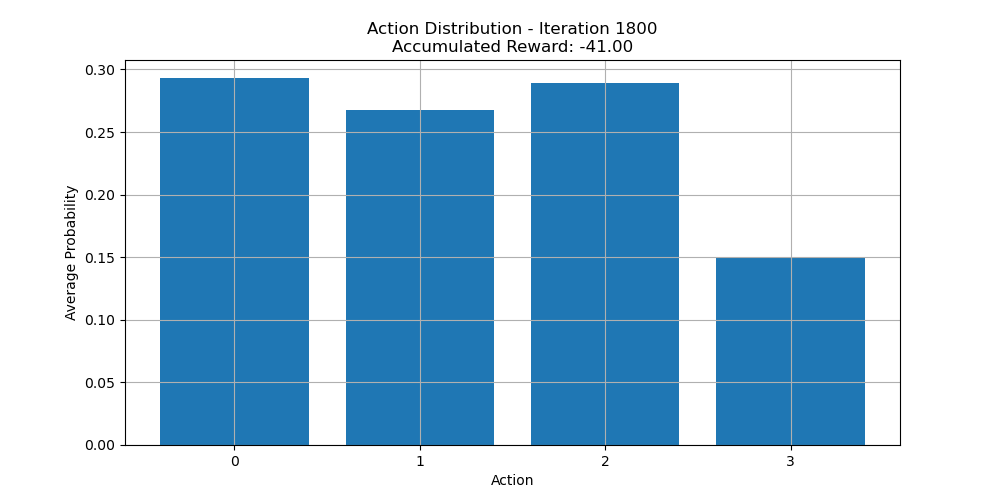 Action Distribution - Iteration 1800
Accumulated Reward: -41.00
Average Probability
0.30
0.25
0.20
0.15
0.10
0.05
0.00
0 1 2 3
Action